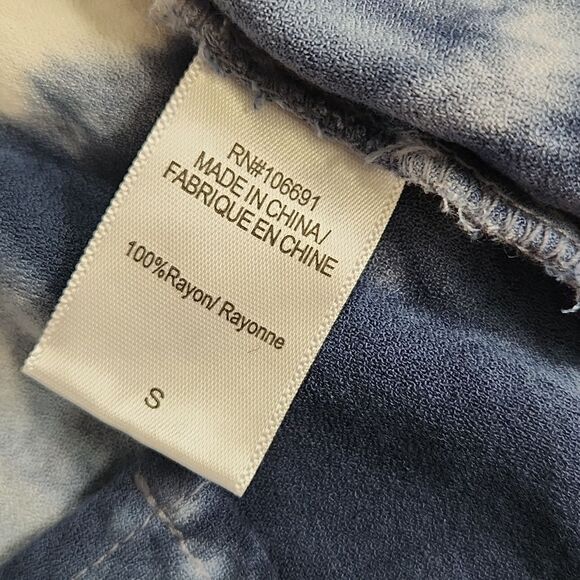 RN#106691
MADE IN CHINA/
FABRIQUE EN CHINE
100%Rayon/ Rayonne
S